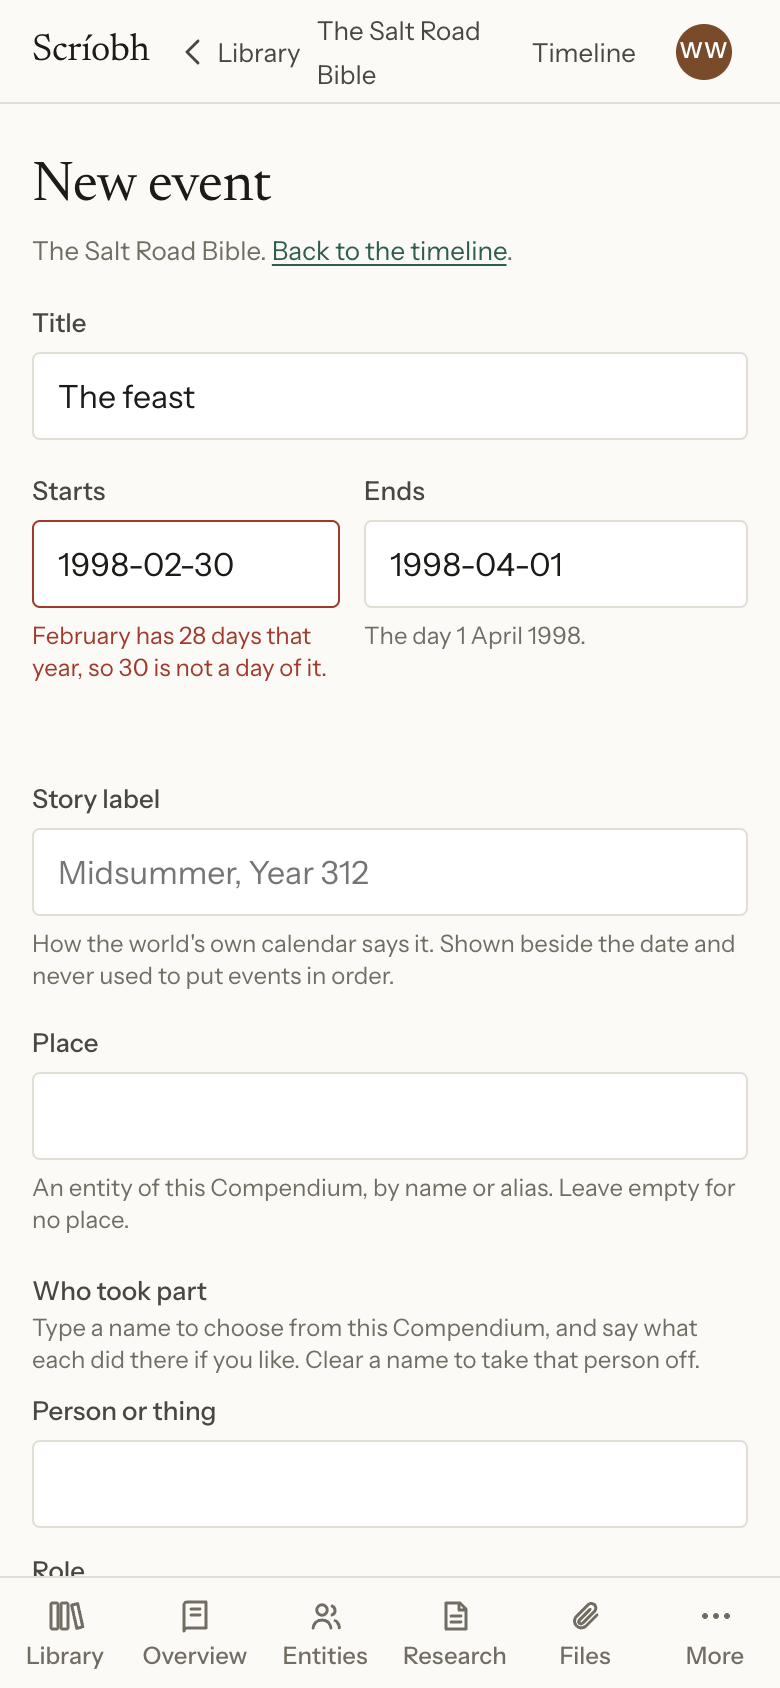 Scríobh
Library
The Salt Road
Bible
Timeline
WW
New event
The Salt Road Bible. Back to the timeline.
Title
The feast
Starts
Ends
1998-02-30
1998-04-01
February has 28 days that
year, so 30 is not a day of it.
The day 1 April 1998.
Story label
Midsummer, Year 312
How the world's own calendar says it. Shown beside the date and
never used to put events in order.
Place
An entity of this Compendium, by name or alias. Leave empty for
no place.
Who took part
Type a name to choose from this Compendium, and say what
each did there if you like. Clear a name to take that person off.
Person or thing
Role
Library
Overview
Entities
Research
Files
More